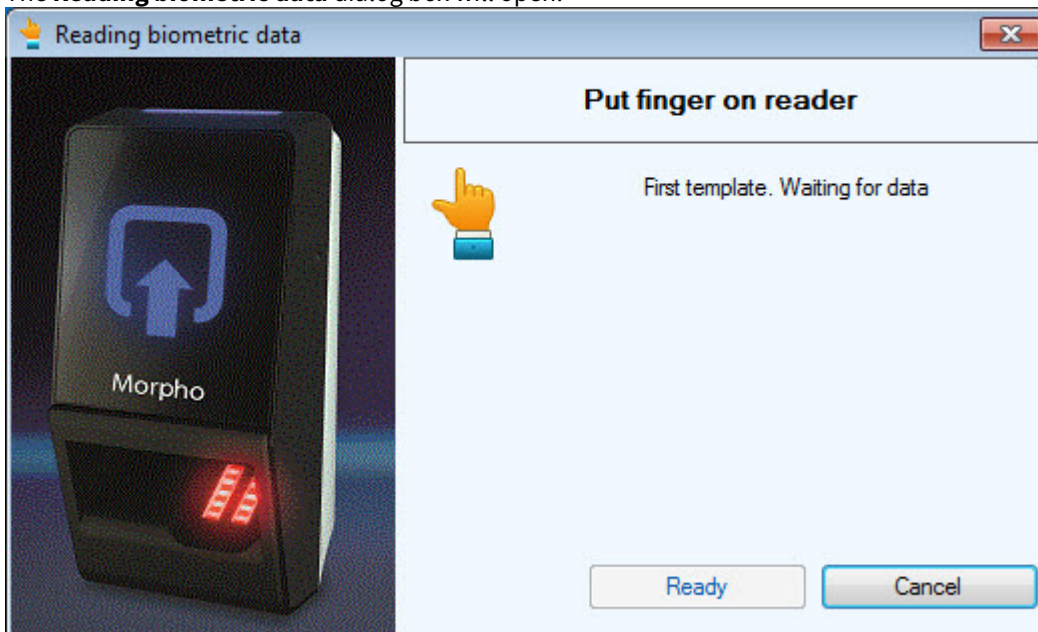 Reading biometric data
Put finger on reader
First template. Waiting for data
Morpho
Ready
Cancel